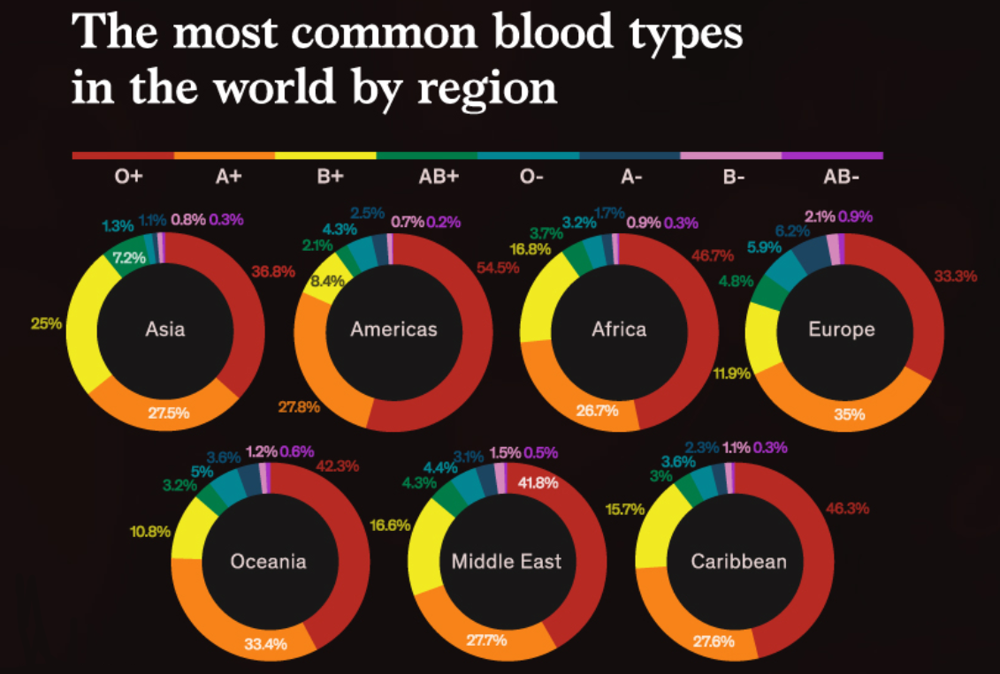 The most common blood types
in the world by region
O+ A+ B+ AB+ O- A- B- AB-
1.3% 1.1% 0.8% 0.3%
7.2%
36.8%
25%
Asia
27.5%
2.5%
4.3% 0.7% 0.2%
2.1%
54.5%
8.4%
Americas
27.8%
1.7%
3.2% 0.9% 0.3%
3.7%
16.8%
46.7%
Africa
26.7%
2.1% 0.9%
6.2%
5.9%
4.8%
33.3%
Europe
11.9%
35%
1.2% 0.6%
3.6%
5%
42.3%
3.2%
10.8%
Oceania
33.4%
1.5% 0.5%
3.1%
4.4%
4.3%
41.8%
16.6%
Middle East
27.7%
2.3% 1.1% 0.3%
3.6%
3%
15.7%
46.3%
Caribbean
27.6%